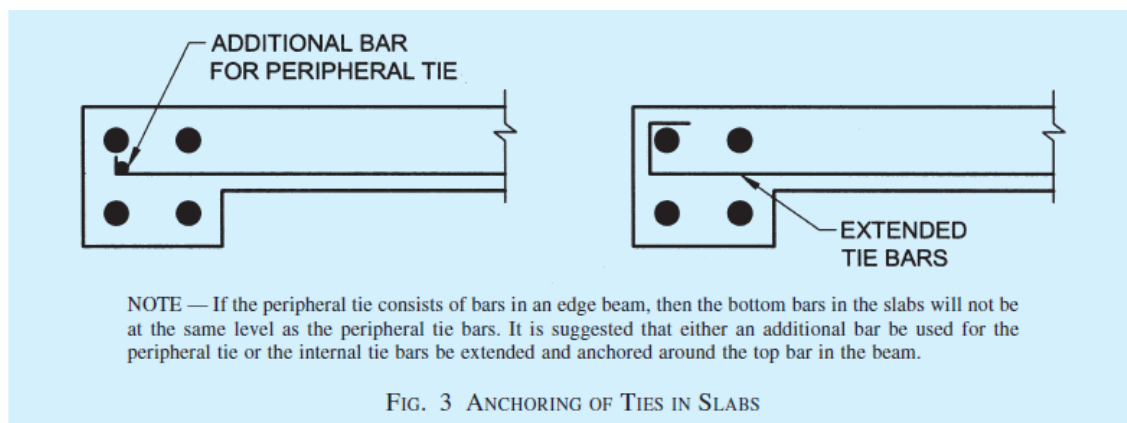 ADDITIONAL BAR
FOR PERIPHERAL TIE
EXTENDED
TIE BARS
NOTE — If the peripheral tie consists of bars in an edge beam, then the bottom bars in the slabs will not be
at the same level as the peripheral tie bars. It is suggested that either an additional bar be used for the
peripheral tie or the internal tie bars be extended and anchored around the top bar in the beam.
FIG. 3 ANCHORING OF TIES IN SLABS